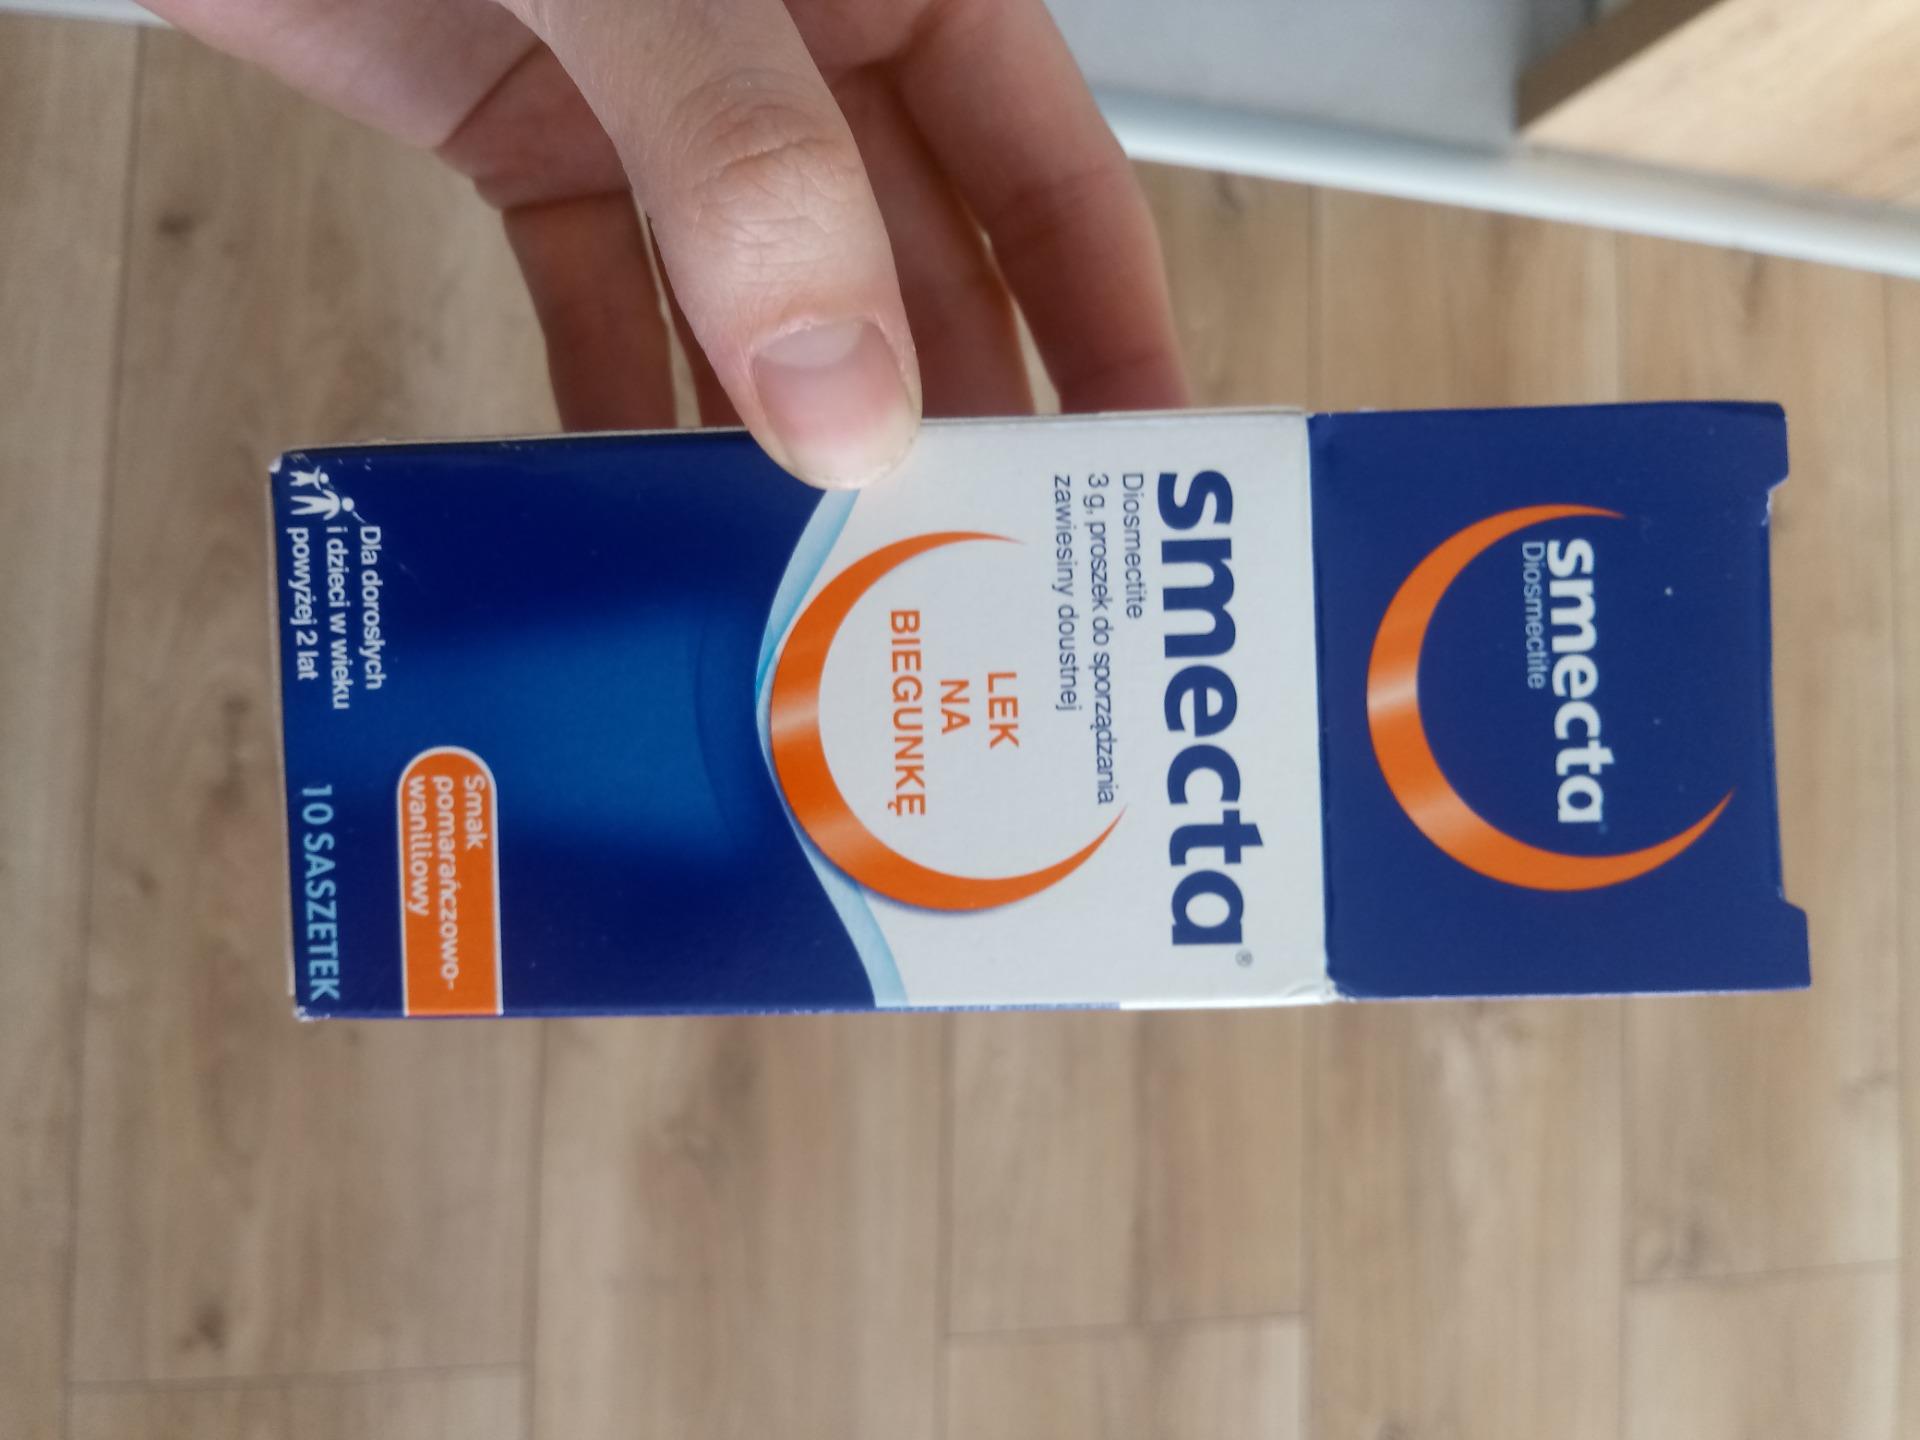 smecta
Diosmectite
smecta®
Diosmectite
3 g, proszek do sporządzania
zawiesiny doustnej
LEK
NA
BIEGUNKĘ
Smak
pomarańczowo-
waniliowy
Dla dorosłych
i dzieci w wieku
powyżej 2 lat
10 SASZETEK